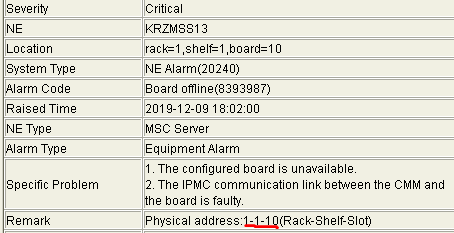 Severity Critical
NE KRZMSS13
Location rack=1,shelf=1,board=10
System Type NE Alarm(20240)
Alarm Code Board offline(8393987)
Raised Time 2019-12-09 18:02:00
NE Type MSC Server
Alarm Type Equipment Alarm
Specific Problem 1. The configured board is unavailable.
2. The IPMC communication link between the CMM and
the board is faulty.
Remark Physical address:1-1-10(Rack-Shelf-Slot)